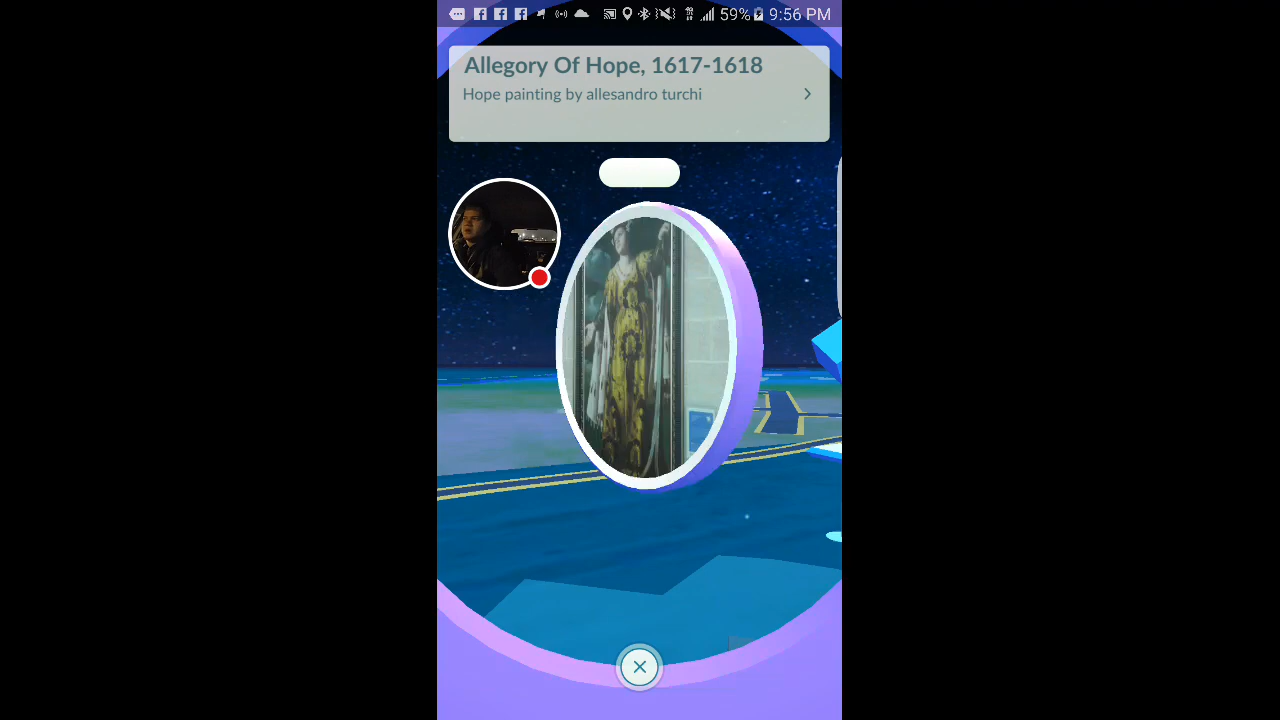 59% 9:56 PM
Allegory Of Hope, 1617-1618
Hope painting by allesandro turchi